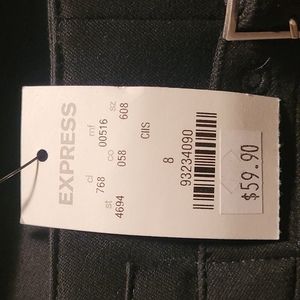 EXPRESS
mf 00516 sz 608
cl 768 co 058 CIIS
st 4694
8
93234090
$59.90